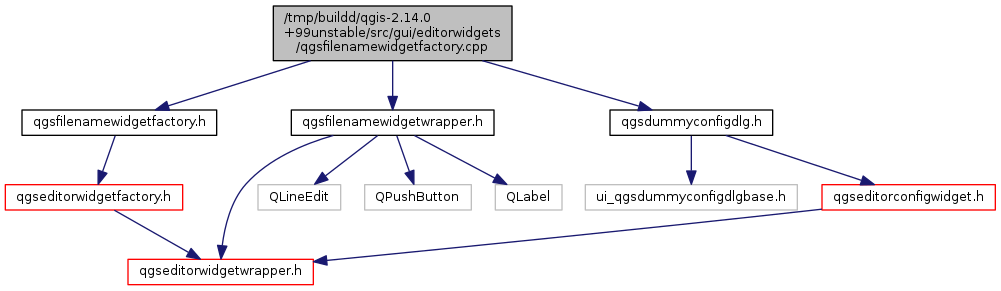 /tmp/buildd/qgis-2.14.0
+99unstable/src/gui/editorwidgets
/qgsfilenamewidgetfactory.cpp
qgsfilenamewidgetfactory.h
qgsfilenamewidgetwrapper.h
qgsdummyconfigdlg.h
qgseditorwidgetfactory.h
QLineEdit
QPushButton
QLabel
ui_qgsdummyconfigdlgbase.h
qgseditorconfigwidget.h
qgseditorwidgetwrapper.h